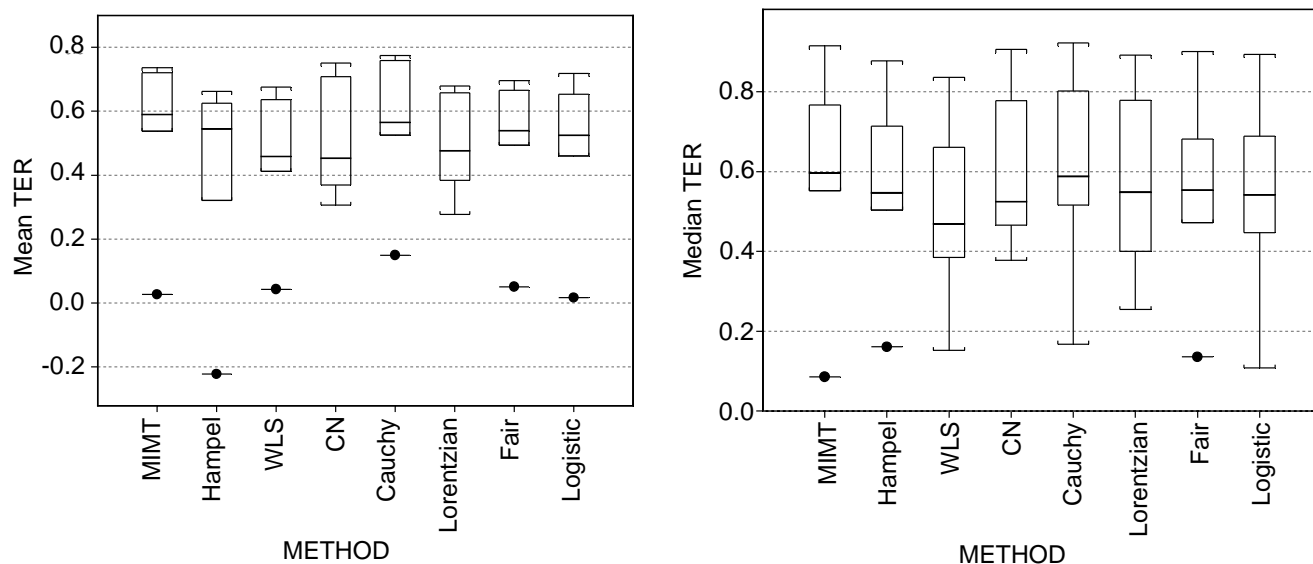 0.8
0.6
0.4
0.2
0.0
-0.2
Mean TER
MIMT
Hampel
WLS
CN
Cauchy
Lorentzian
Fair
Logistic
METHOD
0.8
0.6
0.4
0.2
0.0
Median TER
MIMT
Hampel
WLS
CN
Cauchy
Lorentzian
Fair
Logistic
METHOD